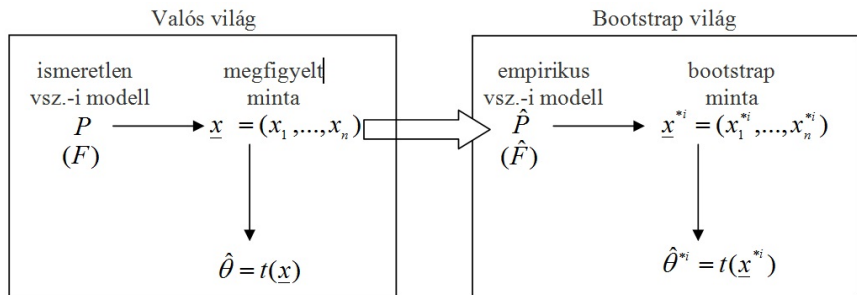 Valós világ
ismeretlen
vsz.-i modell
megfigyelt
minta
P
(F)
x = (x₁,...,xₙ)
θ̂ = t(x)
Bootstrap világ
empirikus
vsz.-i modell
bootstrap
minta
P̂
(F̂)
x*ⁱ = (x₁*ⁱ,...,xₙ*ⁱ)
θ̂*ⁱ = t(x*ⁱ)